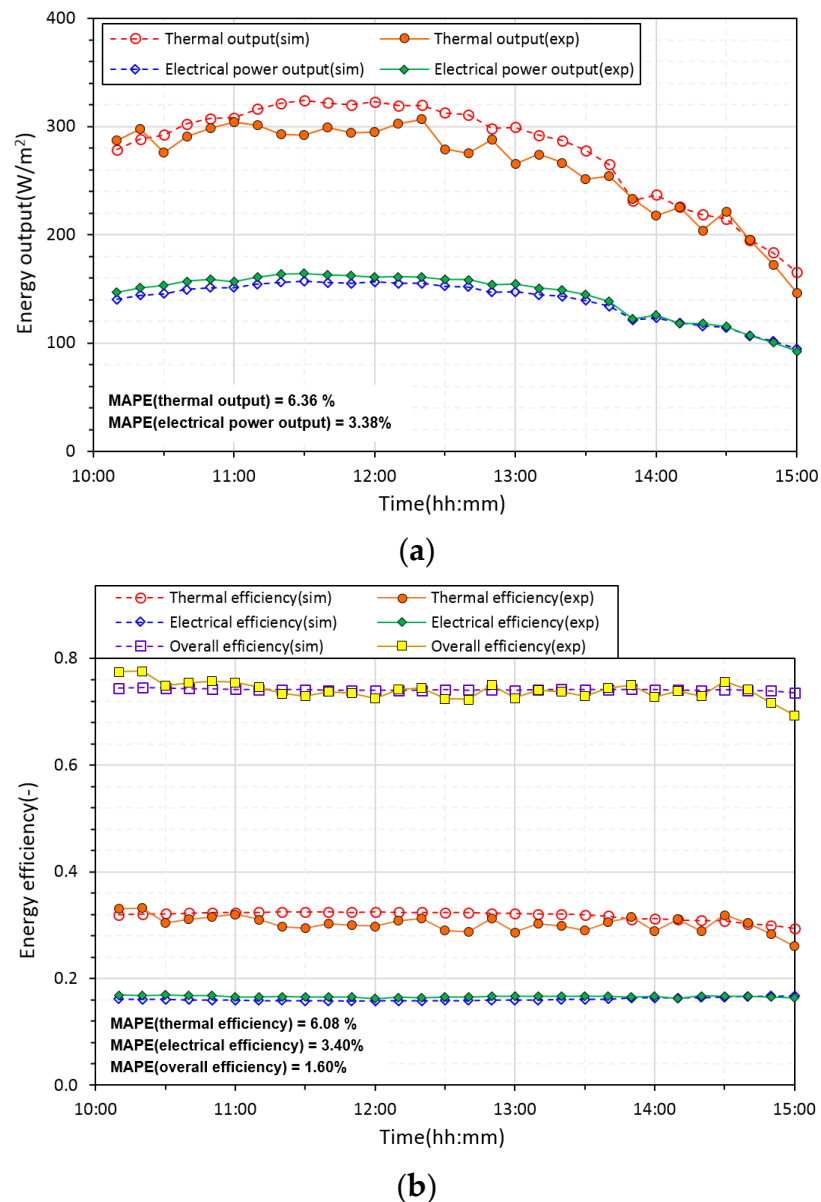 Thermal output(sim) Thermal output(exp)
Electrical power output(sim) Electrical power output(exp)
400
300
200
100
0
Energy output(W/m²)
MAPE(thermal output) = 6.36 %
MAPE(electrical power output) = 3.38%
10:00 11:00 12:00 13:00 14:00 15:00
Time(hh:mm)
(a)
Thermal efficiency(sim) Thermal efficiency(exp)
Electrical efficiency(sim) Electrical efficiency(exp)
Overall efficiency(sim) Overall efficiency(exp)
0.8
0.6
0.4
0.2
0.0
Energy efficiency(-)
MAPE(thermal efficiency) = 6.08 %
MAPE(electrical efficiency) = 3.40%
MAPE(overall efficiency) = 1.60%
10:00 11:00 12:00 13:00 14:00 15:00
Time(hh:mm)
(b)